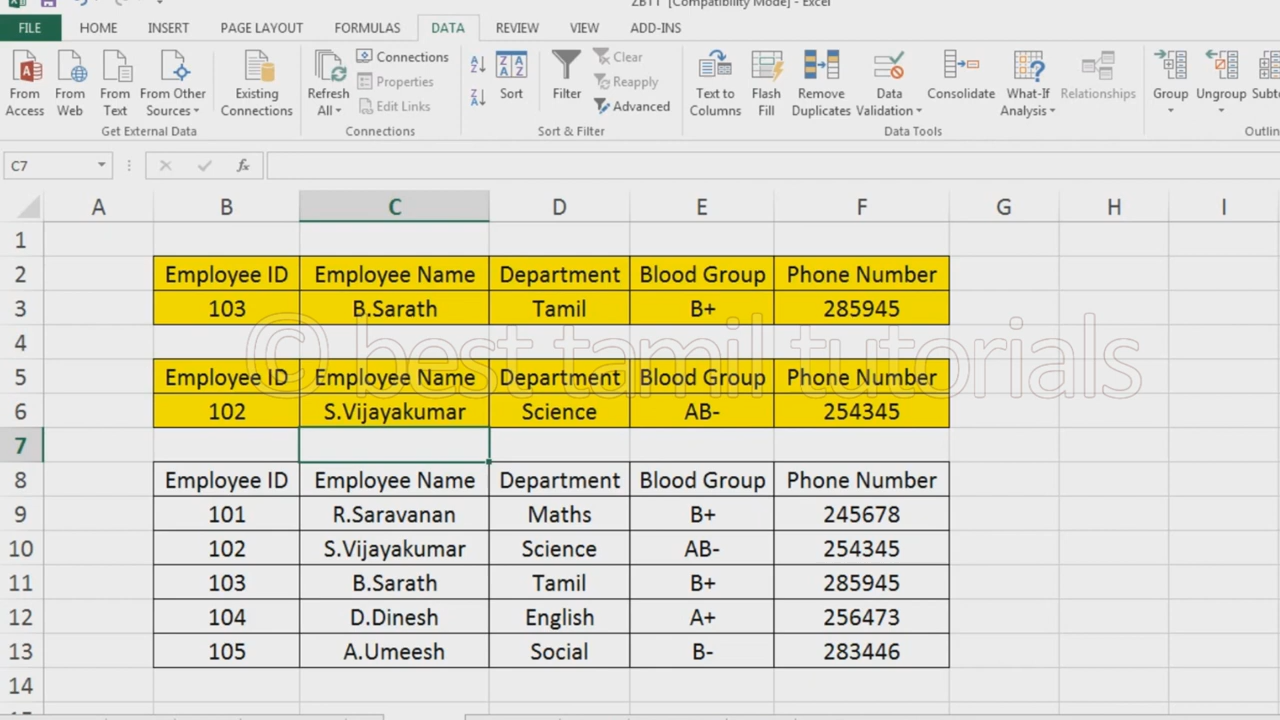 [Compatibility Mode] - Excel
FILE HOME INSERT PAGE LAYOUT FORMULAS DATA REVIEW VIEW ADD-INS
From Access
From Web
From Text
From Other Sources
Existing Connections
Get External Data
Refresh All
Connections
Properties
Edit Links
Connections
Sort
Filter
Clear
Reapply
Advanced
Sort & Filter
Text to Columns
Flash Fill
Remove Duplicates
Data Validation
Consolidate
What-If Analysis
Relationships
Data Tools
Group
Ungroup
C7 fx
A B C D E F G H I
1
2 Employee ID Employee Name Department Blood Group Phone Number
3 103 B.Sarath Tamil B+ 285945
4
© best tamil tutorials
5 Employee ID Employee Name Department Blood Group Phone Number
6 102 S.Vijayakumar Science AB- 254345
7
8 Employee ID Employee Name Department Blood Group Phone Number
9 101 R.Saravanan Maths B+ 245678
10 102 S.Vijayakumar Science AB- 254345
11 103 B.Sarath Tamil B+ 285945
12 104 D.Dinesh English A+ 256473
13 105 A.Umeesh Social B- 283446
14